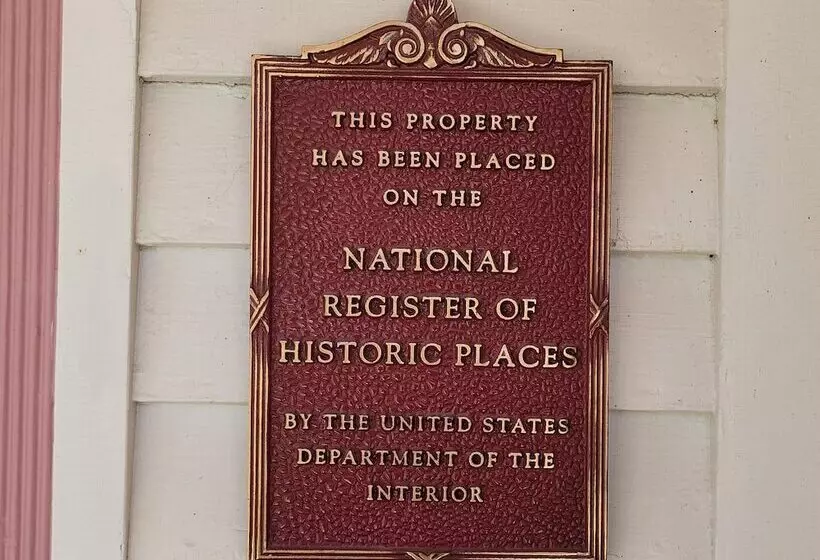 THIS PROPERTY
HAS BEEN PLACED
ON THE
NATIONAL
REGISTER OF
HISTORIC PLACES
BY THE UNITED STATES
DEPARTMENT OF THE
INTERIOR